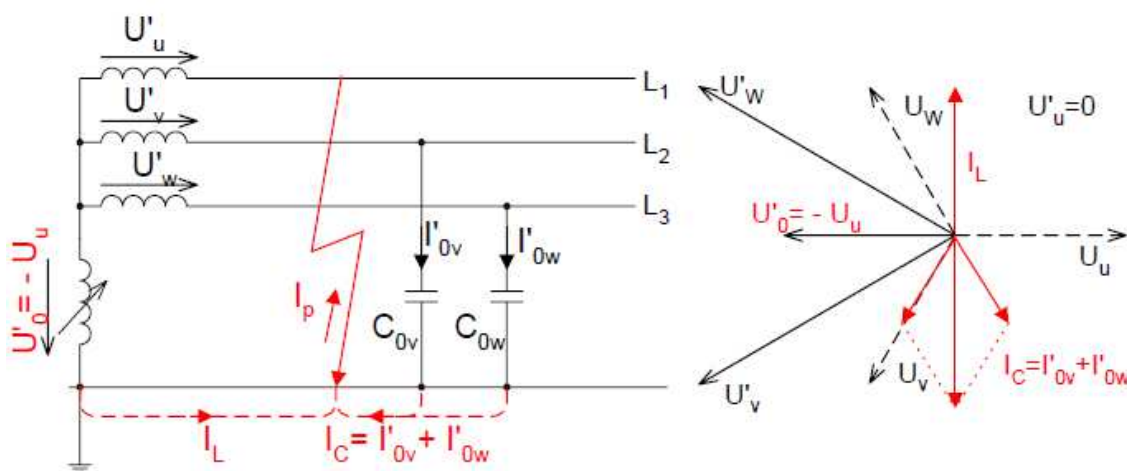 U'u
L1
U'v
L2
U'w
L3
U'0 = - Uu
Ip
I'0v
I'0w
C0v
C0w
IL
IC= I'0v+ I'0w
U'W
UW
U'u=0
IL
U'0= - Uu
Uu
Uv
IC=I'0v+I'0w
U'v